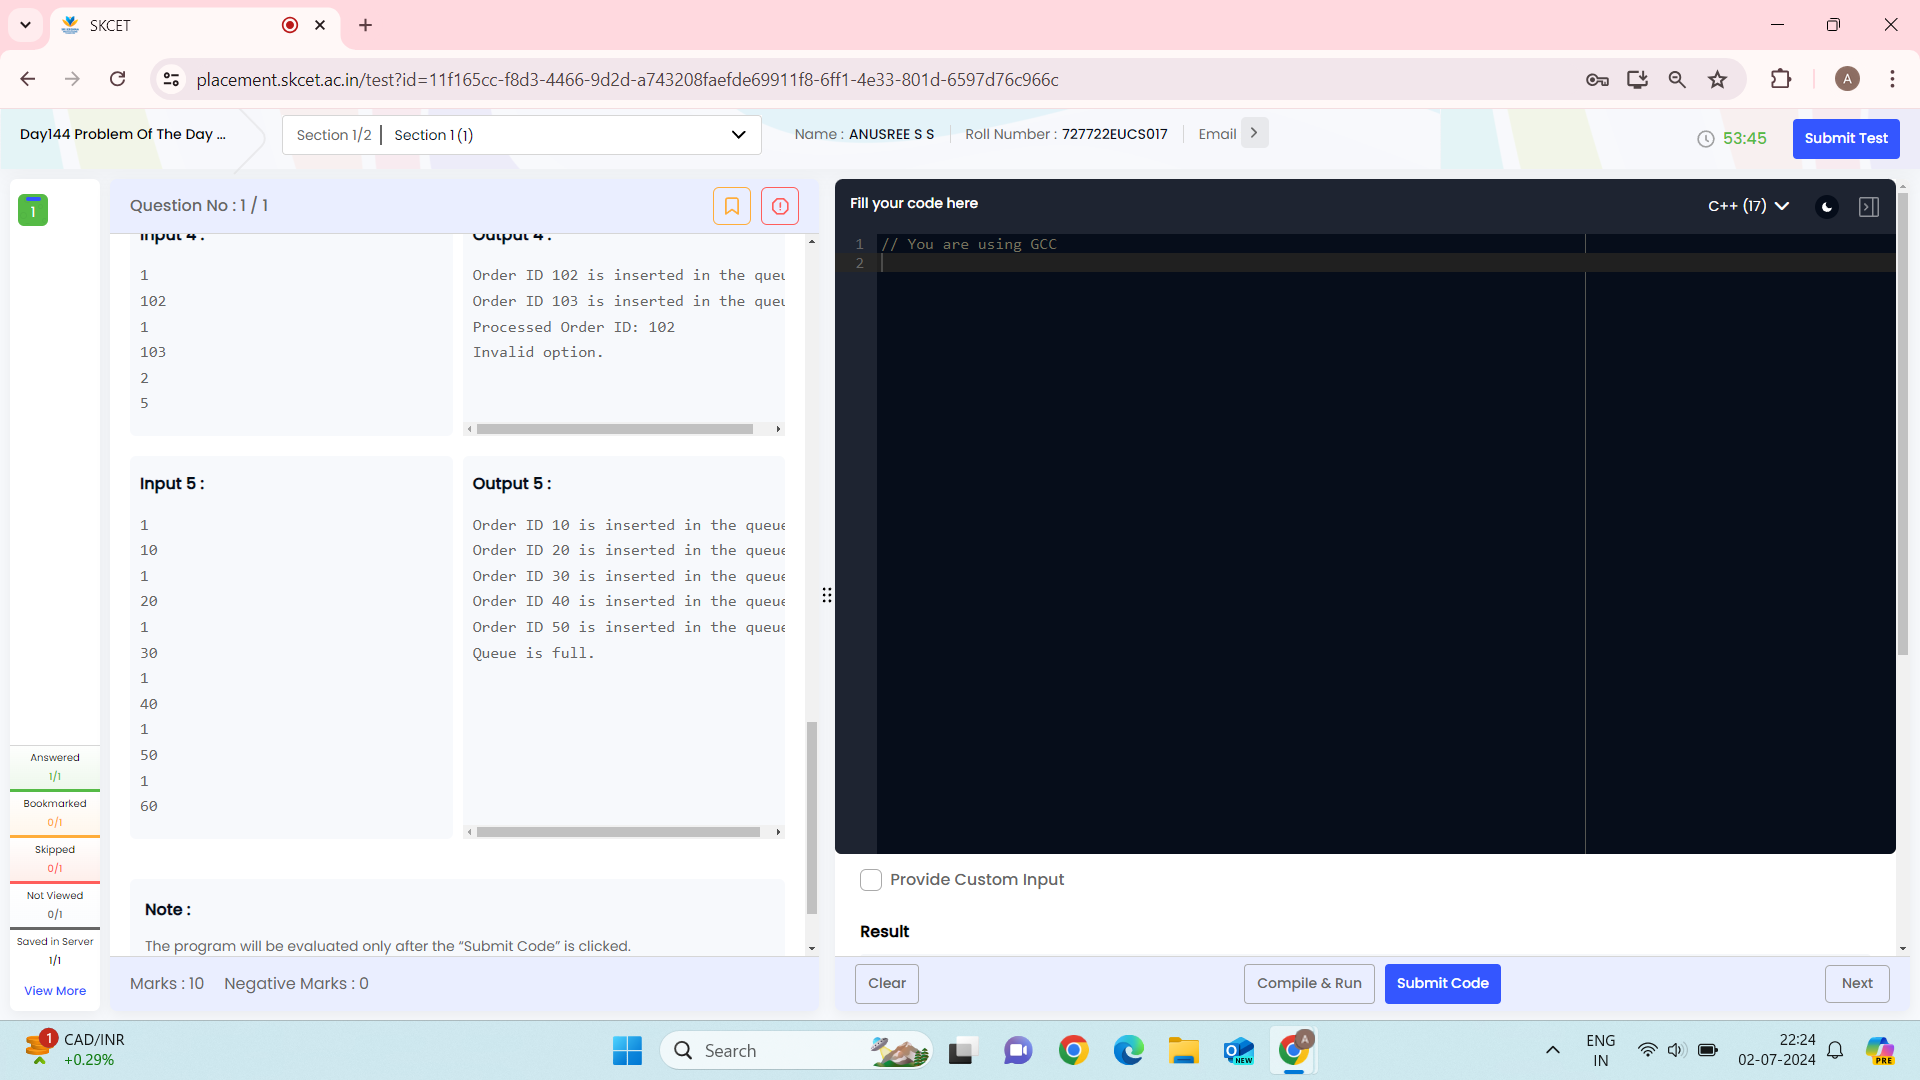 SKCET
placement.skcet.ac.in/test?id=11f165cc-f8d3-4466-9d2d-a743208faefde69911f8-6ff1-4e33-801d-6597d76c966c
A
Day144 Problem Of The Day ...
Section 1/2
Section 1 (1)
Name : ANUSREE S S
Roll Number : 727722EUCS017
Email
53:45
Submit Test
1
Question No : 1 / 1
Input 4 :
1
102
1
103
2
5
Output 4 :
Order ID 102 is inserted in the queu
Order ID 103 is inserted in the queu
Processed Order ID: 102
Invalid option.
Input 5 :
1
10
1
20
1
30
1
40
1
50
1
60
Output 5 :
Order ID 10 is inserted in the queue
Order ID 20 is inserted in the queue
Order ID 30 is inserted in the queue
Order ID 40 is inserted in the queue
Order ID 50 is inserted in the queue
Queue is full.
Note :
The program will be evaluated only after the “Submit Code” is clicked.
Marks : 10
Negative Marks : 0
Answered
1/1
Bookmarked
0/1
Skipped
0/1
Not Viewed
0/1
Saved in Server
1/1
View More
Fill your code here
C++ (17)
1 // You are using GCC
2
Provide Custom Input
Result
Clear
Compile & Run
Submit Code
Next
1
CAD/INR
+0.29%
Search
NEW
A
ENG
IN
22:24
02-07-2024
PRE